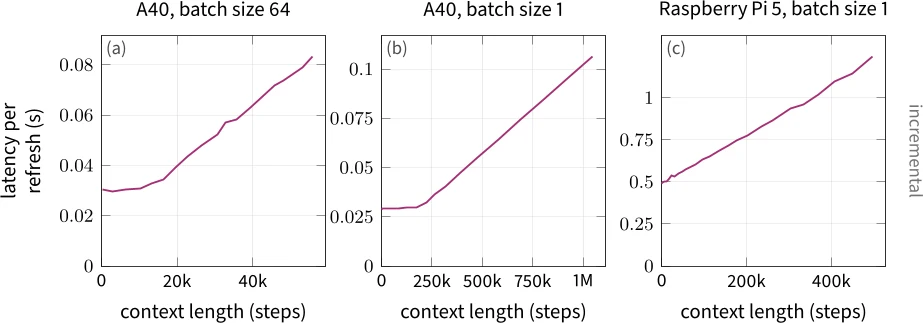 A40, batch size 64
A40, batch size 1
Raspberry Pi 5, batch size 1
(a)
(b)
(c)
latency per
refresh (s)
0.08
0.06
0.04
0.02
0
0.1
0.075
0.05
0.025
0
1
0.75
0.5
0.25
0
incremental
0 20k 40k
0 250k 500k 750k 1M
0 200k 400k
context length (steps)
context length (steps)
context length (steps)